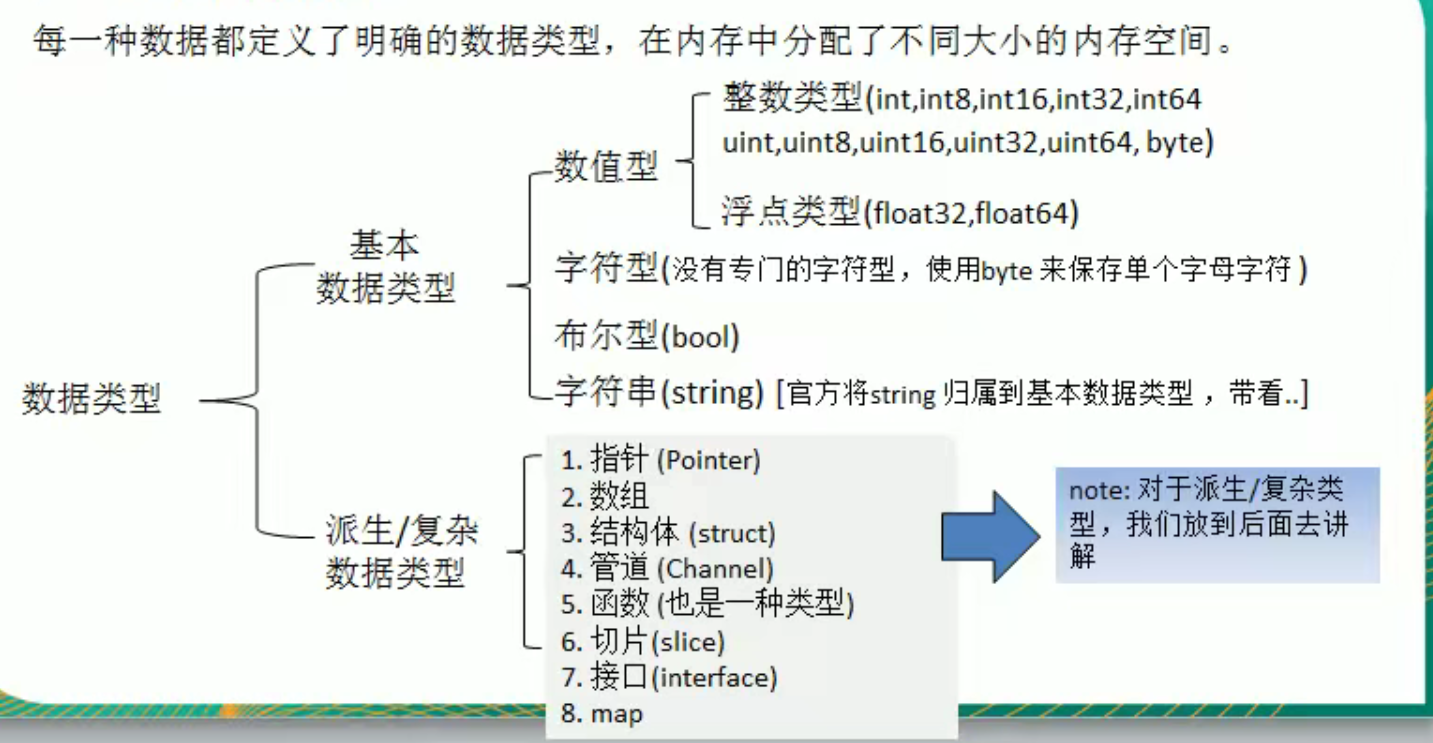 每一种数据都定义了明确的数据类型，在内存中分配了不同大小的内存空间。
整数类型(int,int8,int16,int32,int64
uint,uint8,uint16,uint32,uint64, byte)
数值型
浮点类型(float32,float64)
基本
数据类型
字符型(没有专门的字符型，使用byte 来保存单个字母字符 )
布尔型(bool)
字符串(string) [官方将string 归属到基本数据类型 ，带看..]
数据类型
派生/复杂
数据类型
1. 指针 (Pointer)
2. 数组
3. 结构体 (struct)
4. 管道 (Channel)
5. 函数 (也是一种类型)
6. 切片(slice)
7. 接口(interface)
8. map
note: 对于派生/复杂类
型，我们放到后面去讲
解